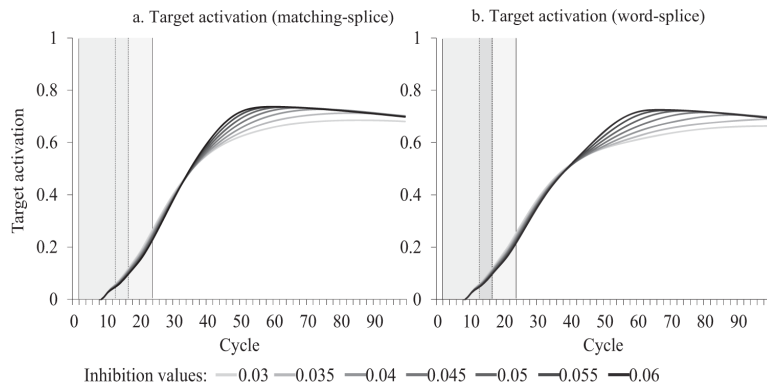 a. Target activation (matching-splice)
b. Target activation (word-splice)
Target activation
1
0.8
0.6
0.4
0.2
0
0 10 20 30 40 50 60 70 80 90
Cycle
1
0.8
0.6
0.4
0.2
0
0 10 20 30 40 50 60 70 80 90
Cycle
Inhibition values: 0.03 0.035 0.04 0.045 0.05 0.055 0.06